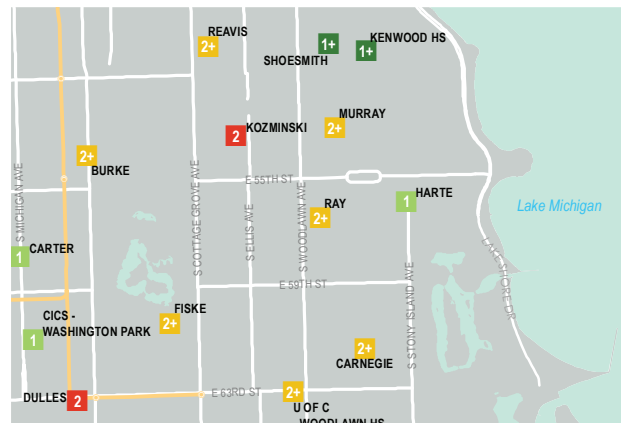 REAVIS
2+
1+
KENWOOD HS
1+
SHOESMITH
MURRAY
2+
KOZMINSKI
2
2+
BURKE
E 55TH ST
HARTE
1
RAY
2+
S MICHIGAN AVE
S COTTAGE GROVE AVE
S ELLIS AVE
S WOODLAWN AVE
Lake Michigan
LAKE SHORE DR
CARTER
1
E 59TH ST
S STONY ISLAND AVE
FISKE
2+
CICS -
WASHINGTON PARK
1
2+
CARNEGIE
DULLES
2
E 63RD ST
2+
U OF C
WOODLAWN HS